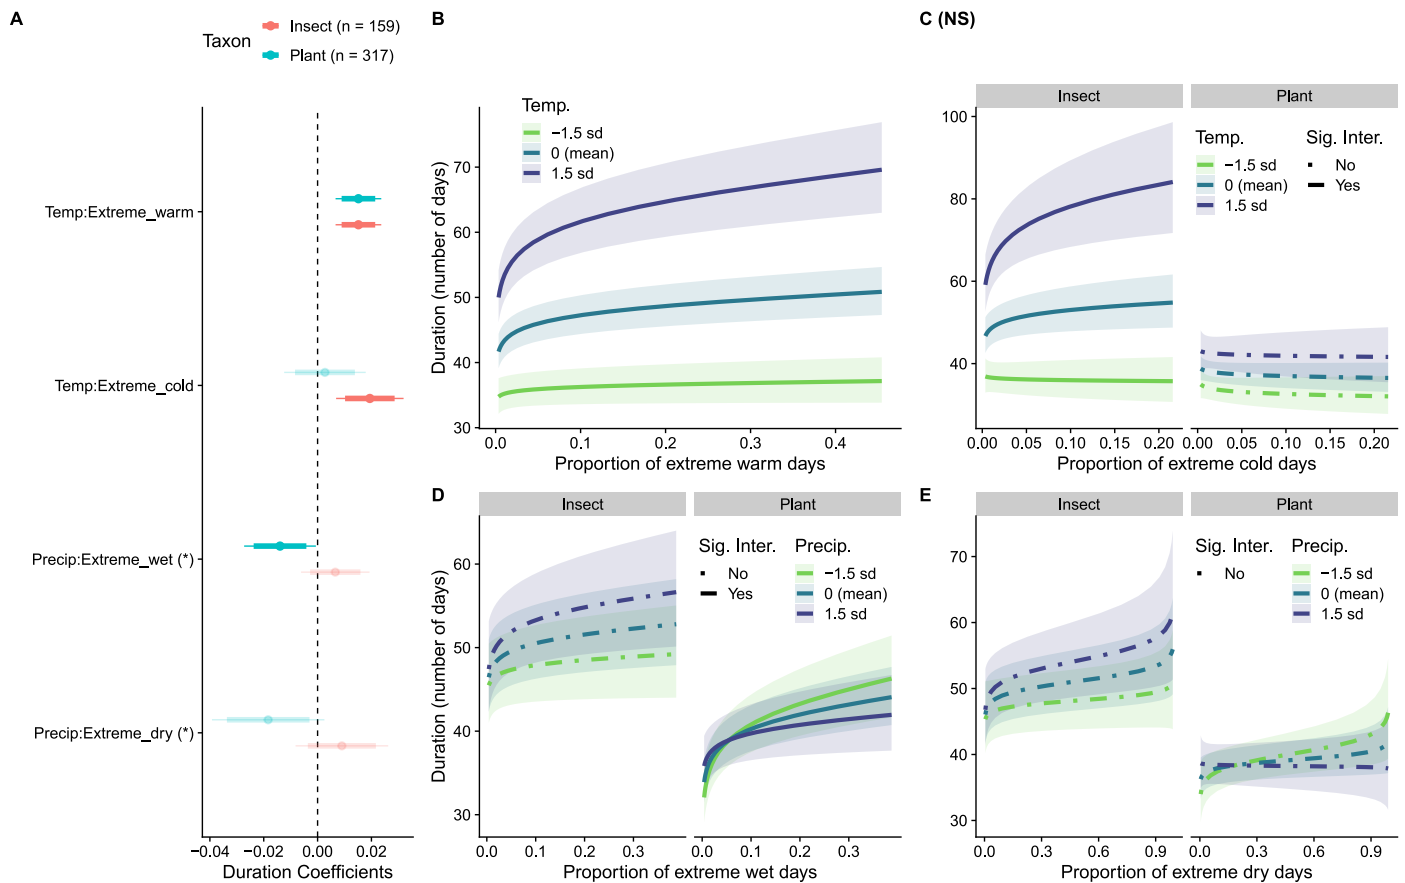 A
Taxon
Insect (n = 159)
Plant (n = 317)
Temp:Extreme_warm
Temp:Extreme_cold
Precip:Extreme_wet (*)
Precip:Extreme_dry (*)
−0.04 −0.02 0.00 0.02
Duration Coefficients
B
Temp.
−1.5 sd
0 (mean)
1.5 sd
Duration (number of days)
70
60
50
40
30
0.0 0.1 0.2 0.3 0.4
Proportion of extreme warm days
C (NS)
Insect Plant
Temp. Sig. Inter.
−1.5 sd No
0 (mean) Yes
1.5 sd
100
80
60
40
0.00 0.05 0.10 0.15 0.20 0.00 0.05 0.10 0.15 0.20
Proportion of extreme cold days
D
Insect Plant
Sig. Inter. Precip.
No −1.5 sd
Yes 0 (mean)
1.5 sd
Duration (number of days)
60
50
40
30
0.0 0.1 0.2 0.3 0.0 0.1 0.2 0.3
Proportion of extreme wet days
E
Insect Plant
Sig. Inter. Precip.
No −1.5 sd
0 (mean)
1.5 sd
70
60
50
40
30
0.0 0.3 0.6 0.9 0.0 0.3 0.6 0.9
Proportion of extreme dry days